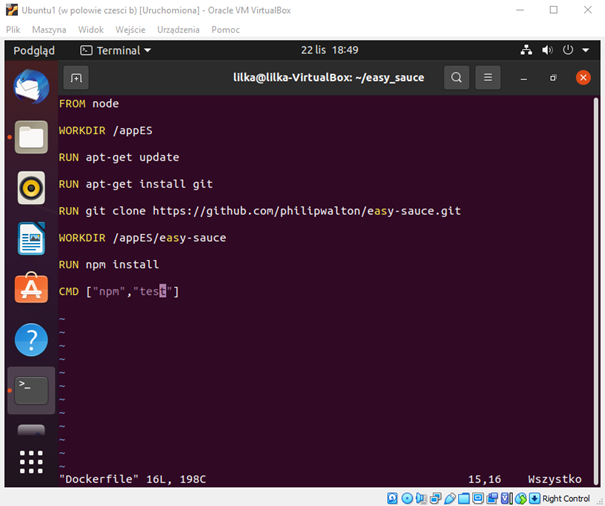 Ubuntu1 (w polowie czesci b) [Uruchomiona] - Oracle VM VirtualBox
Plik Maszyna Widok Wejście Urządzenia Pomoc
Podgląd Terminal 22 lis 18:49
lilka@lilka-VirtualBox: ~/easy_sauce
FROM node
WORKDIR /appES
RUN apt-get update
RUN apt-get install git
RUN git clone https://github.com/philipwalton/easy-sauce.git
WORKDIR /appES/easy-sauce
RUN npm install
CMD ["npm","test"]
~
~
~
~
~
~
~
~
~
~
~
~
"Dockerfile" 16L, 198C 15,16 Wszystko
Right Control